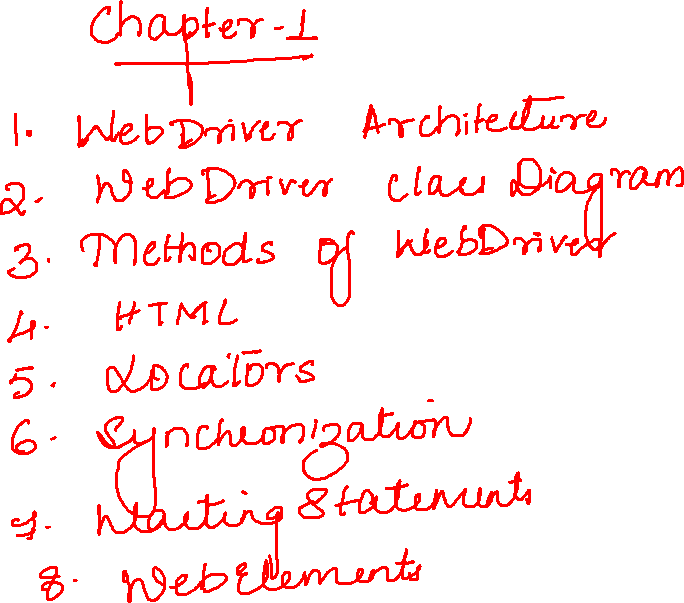 Chapter-1
1. WebDriver Architecture
2. WebDriver class Diagram
3. Methods of WebDriver
4. HTML
5. Locators
6. Synchronization
7. Statements
8. WebElements